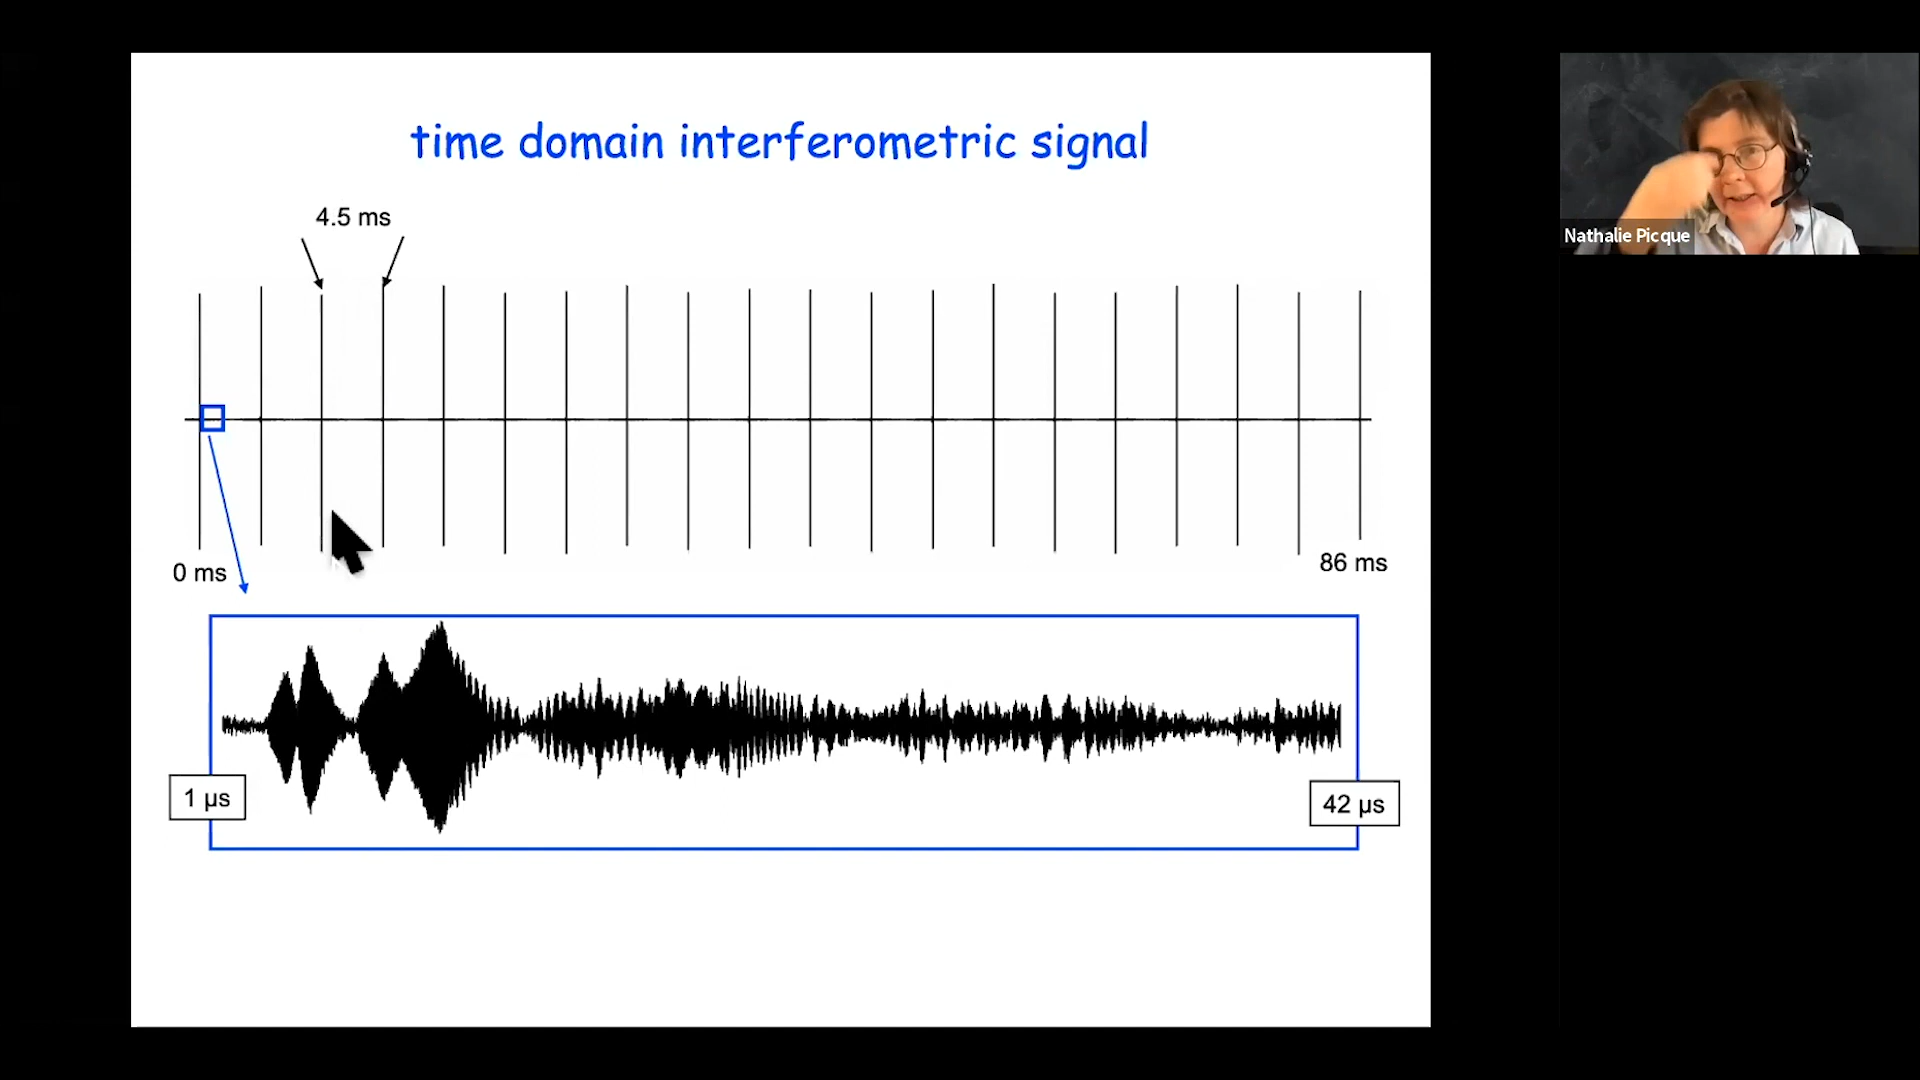 time domain interferometric signal
4.5 ms
Nathalie Picque
0 ms
86 ms
1 µs
42 µs